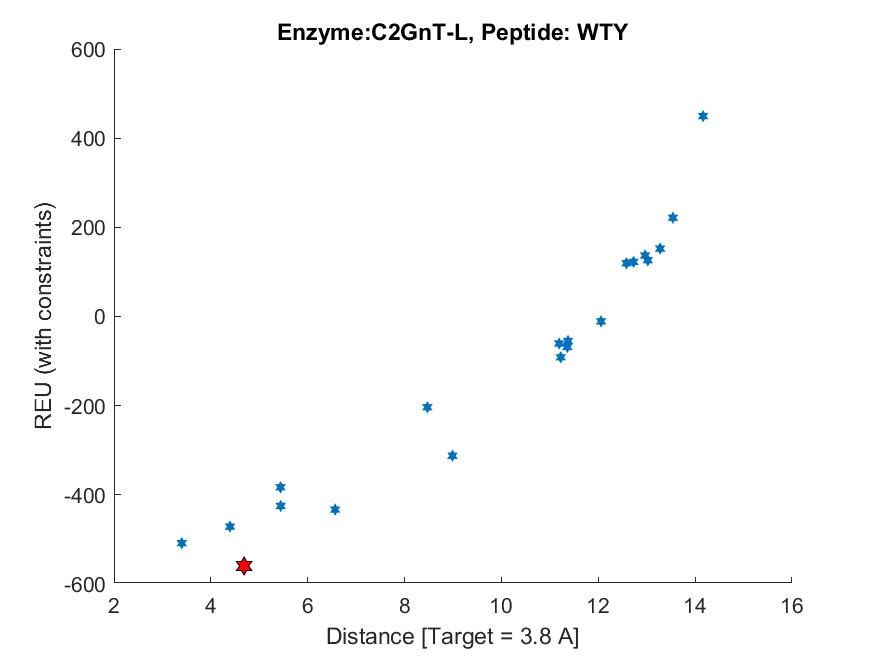 Enzyme:C2GnT-L, Peptide: WTY
600
400
200
0
-200
-400
-600
REU (with constraints)
2 4 6 8 10 12 14 16
Distance [Target = 3.8 A]